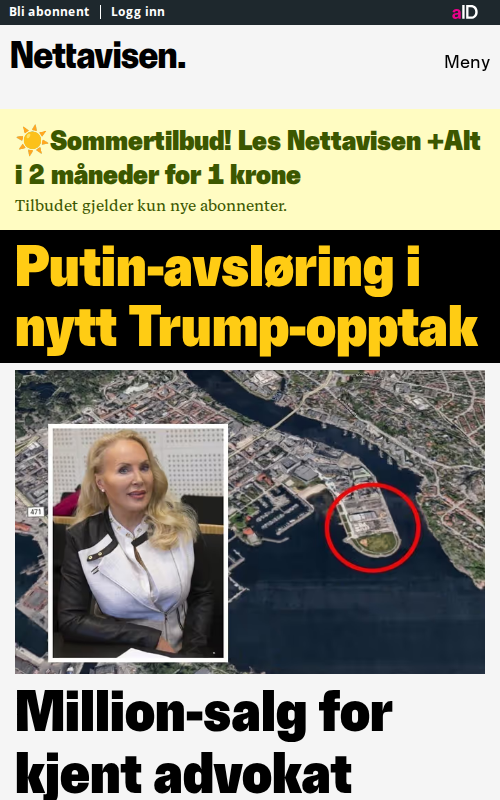 Bli abonnent | Logg inn
aID
Nettavisen.
Meny
☀️Sommertilbud! Les Nettavisen +Alt
i 2 måneder for 1 krone
Tilbudet gjelder kun nye abonnenter.
Putin-avsløring i
nytt Trump-opptak
471
Million-salg for
kjent advokat